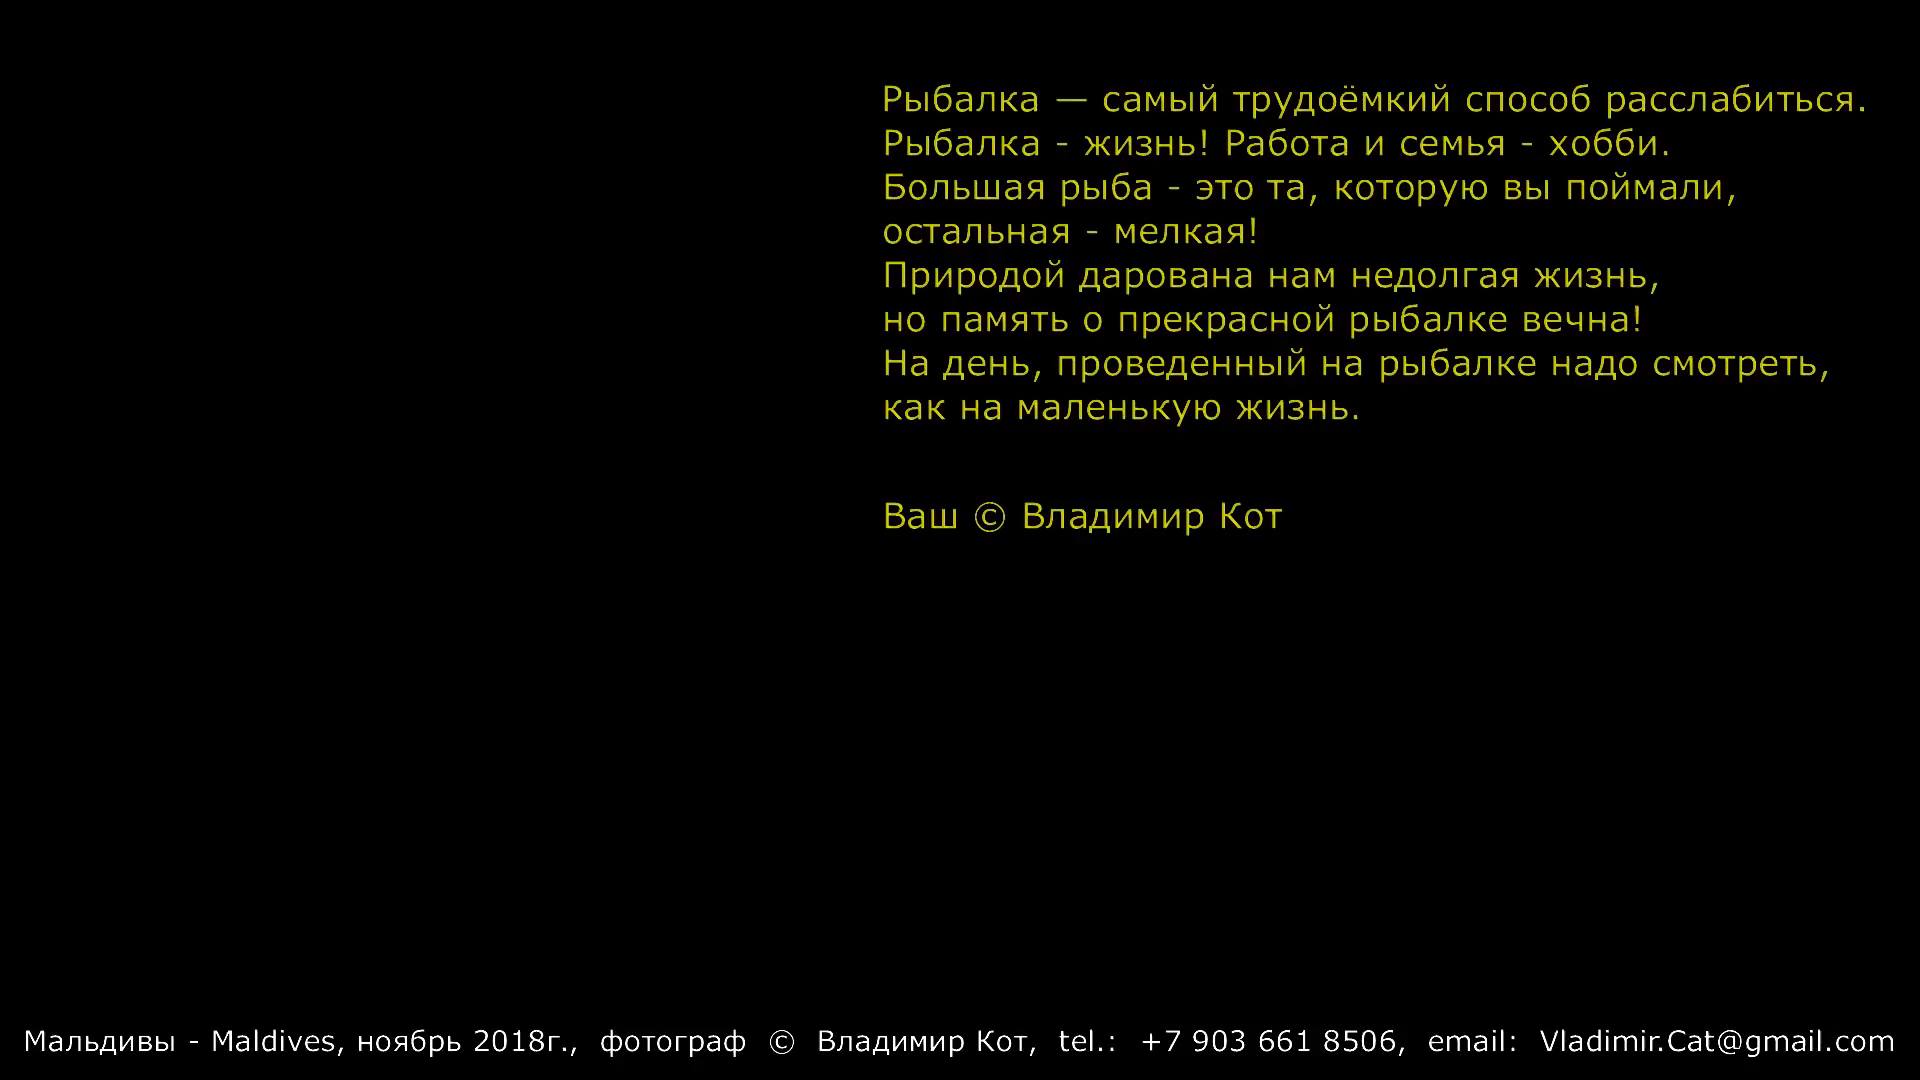 Рыбалка — самый трудоёмкий способ расслабиться.
Рыбалка - жизнь! Работа и семья - хобби.
Большая рыба - это та, которую вы поймали,
остальная - мелкая!
Природой дарована нам недолгая жизнь,
но память о прекрасной рыбалке вечна!
На день, проведенный на рыбалке надо смотреть,
как на маленькую жизнь.
Ваш © Владимир Кот
Мальдивы - Maldives, ноябрь 2018г., фотограф © Владимир Кот, tel.: +7 903 661 8506, email: Vladimir.Cat@gmail.com